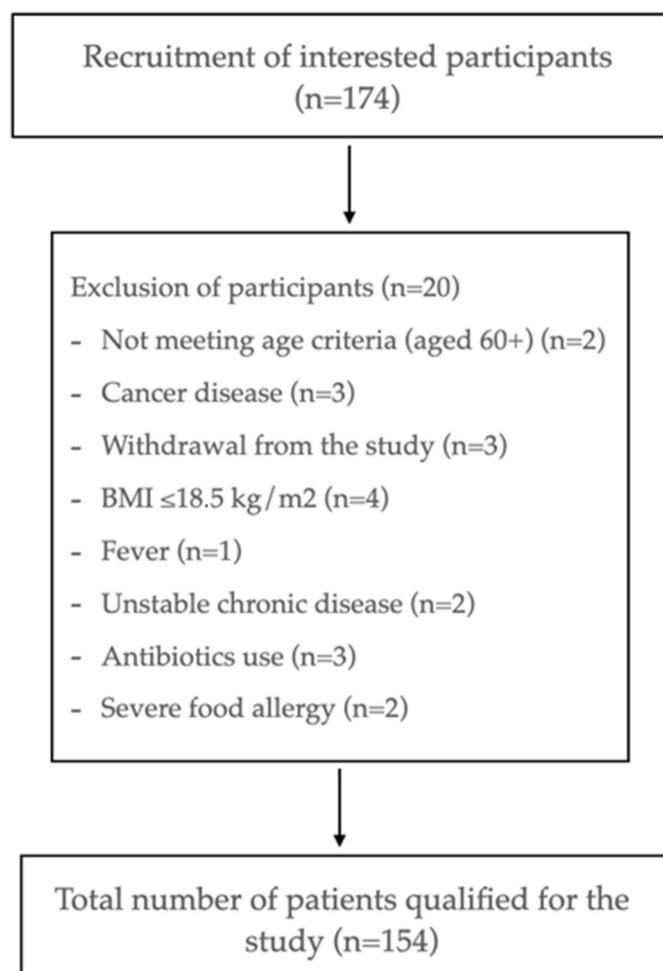 Recruitment of interested participants
(n=174)
Exclusion of participants (n=20)
- Not meeting age criteria (aged 60+) (n=2)
- Cancer disease (n=3)
- Withdrawal from the study (n=3)
- BMI ≤18.5 kg/m2 (n=4)
- Fever (n=1)
- Unstable chronic disease (n=2)
- Antibiotics use (n=3)
- Severe food allergy (n=2)
Total number of patients qualified for the
study (n=154)